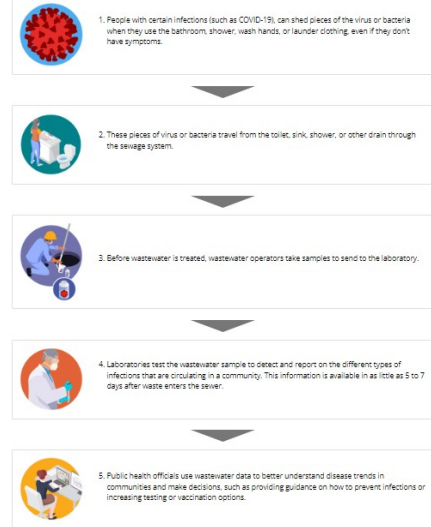 1. People with certain infections (such as COVID-19), can shed pieces of the virus or bacteria
when they use the bathroom, shower, wash hands, or launder clothing, even if they don't
have symptoms.
2. These pieces of virus or bacteria travel from the toilet, sink, shower, or other drain through
the sewage system.
3. Before wastewater is treated, wastewater operators take samples to send to the laboratory.
4. Laboratories test the wastewater sample to detect and report on the different types of
infections that are circulating in a community. This information is available in as little as 5 to 7
days after waste enters the sewer.
5. Public health officials use wastewater data to better understand disease trends in
communities and make decisions, such as providing guidance on how to prevent infections or
increasing testing or vaccination options.